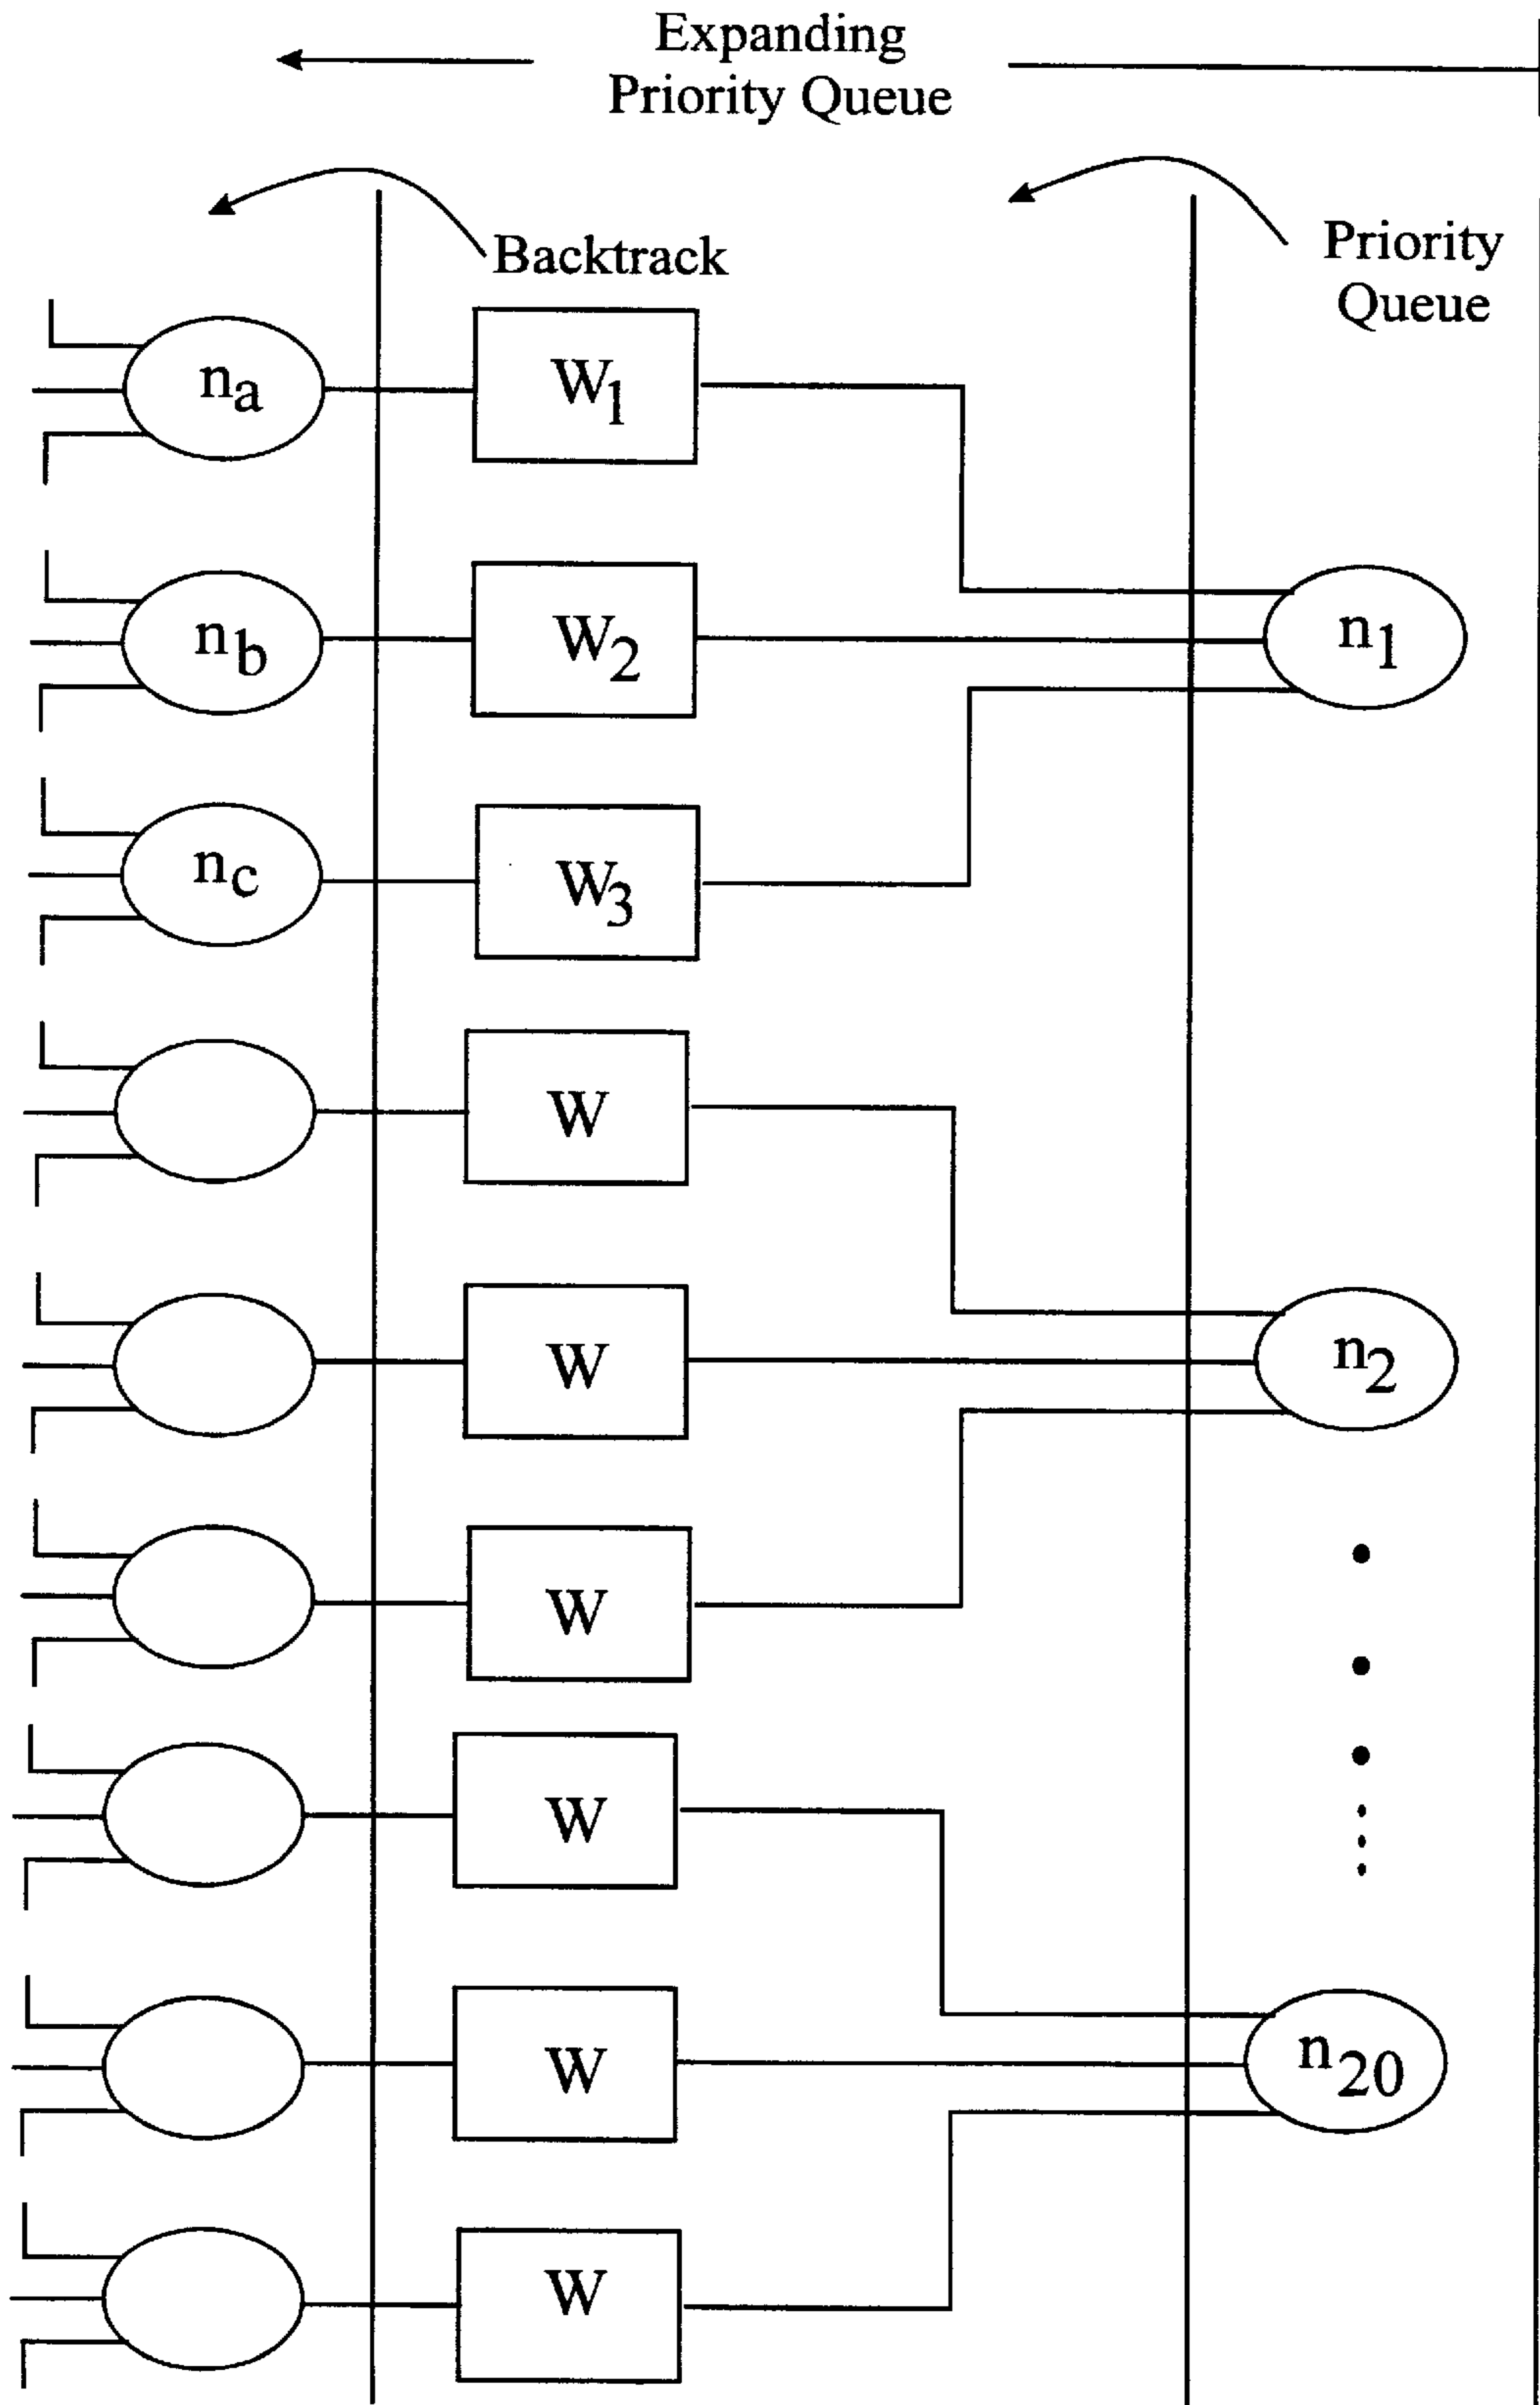 Expanding
Priority Queue
Backtrack
Priority
Queue
na
W1
nb
W2
n1
nc
W3
W
W
n2
W
W
W
n20
W